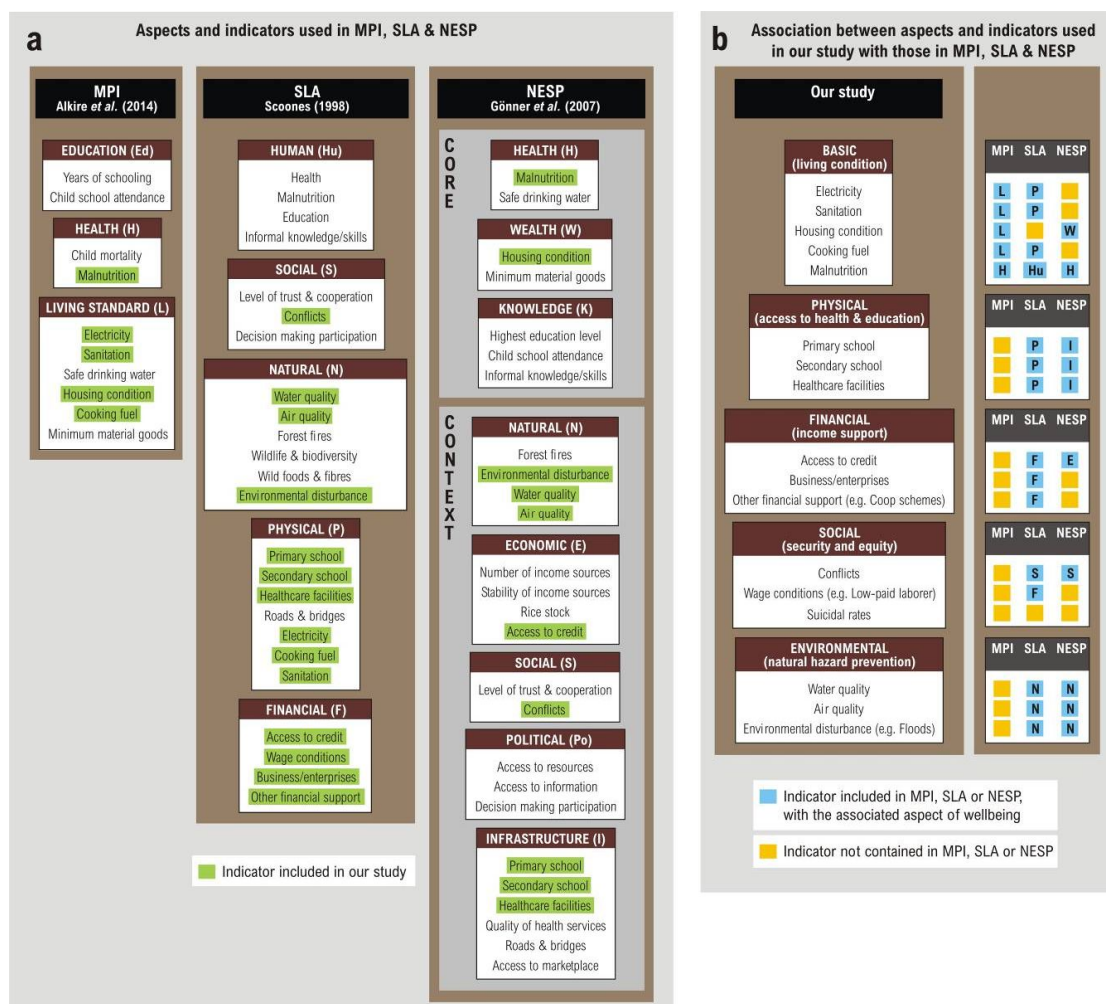 a
Aspects and indicators used in MPI, SLA & NESP
MPI
Alkire et al. (2014)
EDUCATION (Ed)
Years of schooling
Child school attendance
HEALTH (H)
Child mortality
Malnutrition
LIVING STANDARD (L)
Electricity
Sanitation
Safe drinking water
Housing condition
Cooking fuel
Minimum material goods
SLA
Scoones (1998)
HUMAN (Hu)
Health
Malnutrition
Education
Informal knowledge/skills
SOCIAL (S)
Level of trust & cooperation
Conflicts
Decision making participation
NATURAL (N)
Water quality
Air quality
Forest fires
Wildlife & biodiversity
Wild foods & fibres
Environmental disturbance
PHYSICAL (P)
Primary school
Secondary school
Healthcare facilities
Roads & bridges
Electricity
Cooking fuel
Sanitation
FINANCIAL (F)
Access to credit
Wage conditions
Business/enterprises
Other financial support
Indicator included in our study
NESP
Gönner et al. (2007)
CORE
HEALTH (H)
Malnutrition
Safe drinking water
WEALTH (W)
Housing condition
Minimum material goods
KNOWLEDGE (K)
Highest education level
Child school attendance
Informal knowledge/skills
CONTEXT
NATURAL (N)
Forest fires
Environmental disturbance
Water quality
Air quality
ECONOMIC (E)
Number of income sources
Stability of income sources
Rice stock
Access to credit
SOCIAL (S)
Level of trust & cooperation
Conflicts
POLITICAL (Po)
Access to resources
Access to information
Decision making participation
INFRASTRUCTURE (I)
Primary school
Secondary school
Healthcare facilities
Quality of health services
Roads & bridges
Access to marketplace
b
Association between aspects and indicators used
in our study with those in MPI, SLA & NESP
Our study
BASIC
(living condition)
MPI SLA NESP
Electricity L P
Sanitation L P
Housing condition L W
Cooking fuel L P
Malnutrition H Hu H
PHYSICAL
(access to health & education)
MPI SLA NESP
Primary school P I
Secondary school P I
Healthcare facilities P I
FINANCIAL
(income support)
MPI SLA NESP
Access to credit F E
Business/enterprises F
Other financial support (e.g. Coop schemes) F
SOCIAL
(security and equity)
MPI SLA NESP
Conflicts S S
Wage conditions (e.g. Low-paid laborer) F
Suicidal rates
ENVIRONMENTAL
(natural hazard prevention)
MPI SLA NESP
Water quality N N
Air quality N N
Environmental disturbance (e.g. Floods) N N
Indicator included in MPI, SLA or NESP,
with the associated aspect of wellbeing
Indicator not contained in MPI, SLA or NESP